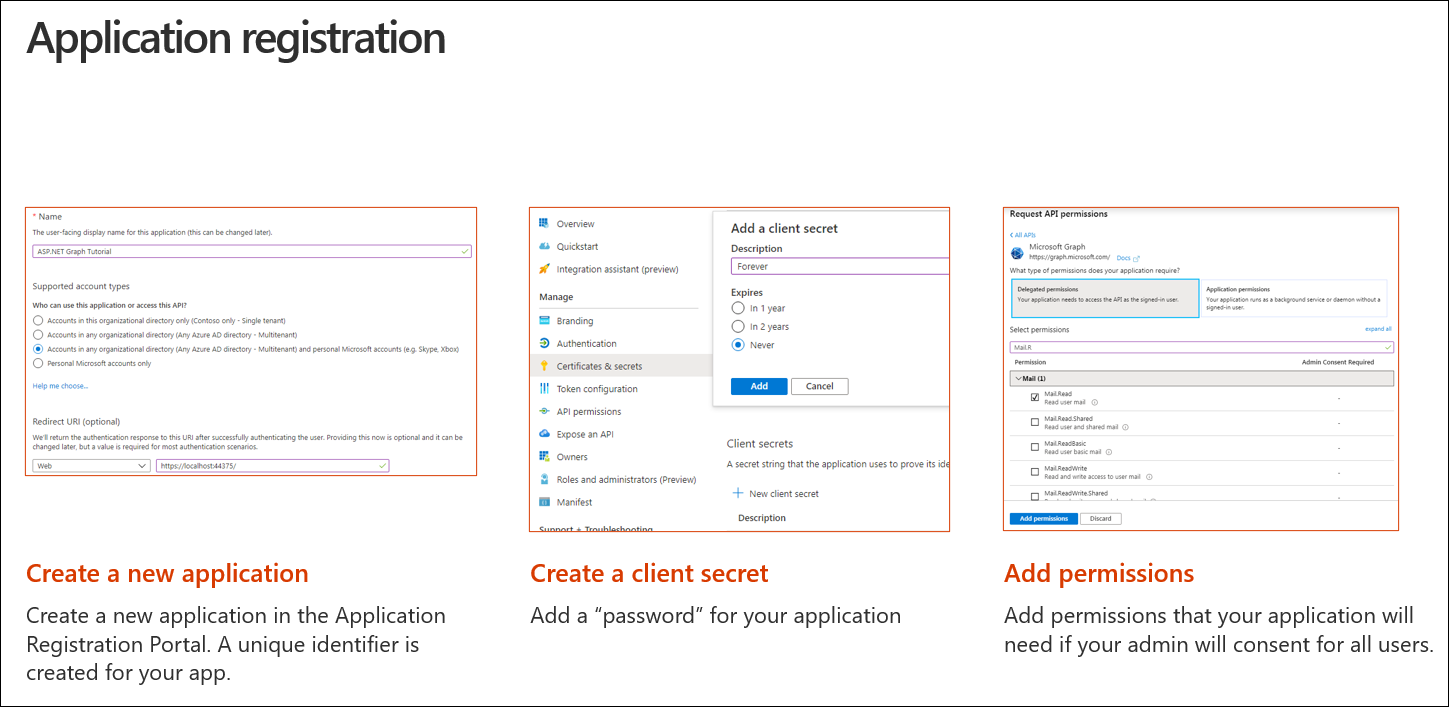 Application registration
* Name
The user-facing display name for this application (this can be changed later).
ASP.NET Graph Tutorial
Supported account types
Who can use this application or access this API?
Accounts in this organizational directory only (Contoso only - Single tenant)
Accounts in any organizational directory (Any Azure AD directory - Multitenant)
Accounts in any organizational directory (Any Azure AD directory - Multitenant) and personal Microsoft accounts (e.g. Skype, Xbox)
Personal Microsoft accounts only
Help me choose...
Redirect URI (optional)
We'll return the authentication response to this URI after successfully authenticating the user. Providing this now is optional and it can be
changed later, but a value is required for most authentication scenarios.
Web
https://localhost:44375/
Create a new application
Create a new application in the Application
Registration Portal. A unique identifier is
created for your app.
Overview
Quickstart
Integration assistant (preview)
Manage
Branding
Authentication
Certificates & secrets
Token configuration
API permissions
Expose an API
Owners
Roles and administrators (Preview)
Manifest
Support + Troubleshooting
Add a client secret
Description
Forever
Expires
In 1 year
In 2 years
Never
Add
Cancel
Client secrets
A secret string that the application uses to prove its ide
New client secret
Description
Create a client secret
Add a “password” for your application
Request API permissions
All APIs
Microsoft Graph
https://graph.microsoft.com/ Docs
What type of permissions does your application require?
Delegated permissions
Your application needs to access the API as the signed-in user.
Application permissions
Your application runs as a background service or daemon without a
signed-in user.
Select permissions
expand all
Mail.R
Permission
Admin Consent Required
Mail (1)
Mail.Read
Read user mail
-
Mail.Read.Shared
Read user and shared mail
-
Mail.ReadBasic
Read user basic mail
-
Mail.ReadWrite
Read and write access to user mail
-
Mail.ReadWrite.Shared
-
Add permissions
Discard
Add permissions
Add permissions that your application will
need if your admin will consent for all users.